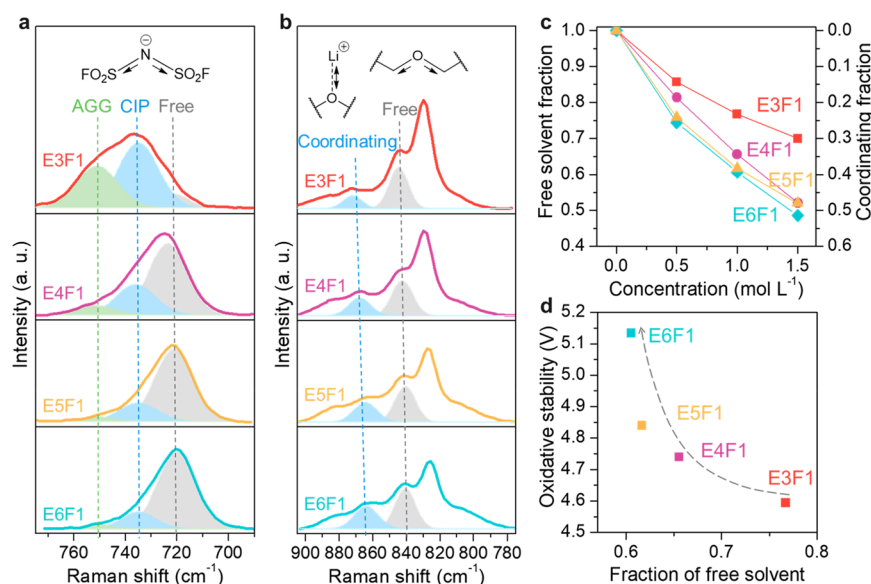 a
⊖
N
FO₂S
SO₂F
AGG CIP Free
E3F1
E4F1
E5F1
E6F1
Intensity (a. u.)
760 740 720 700
Raman shift (cm⁻¹)
b
Li⊕
O
O
Free
Coordinating
E3F1
E4F1
E5F1
E6F1
Intensity (a. u.)
900 880 860 840 820 780
Raman shift (cm⁻¹)
c
1.0
0.9
0.8
0.7
0.6
0.5
0.4
Free solvent fraction
0.0
0.1
0.2
0.3
0.4
0.5
0.6
Coordinating fraction
E3F1
E4F1
E5F1
E6F1
0.0 0.5 1.0 1.5
Concentration (mol L⁻¹)
d
5.2
5.1
5.0
4.9
4.8
4.7
4.6
4.5
Oxidative stability (V)
E6F1
E5F1
E4F1
E3F1
0.6 0.7 0.8
Fraction of free solvent